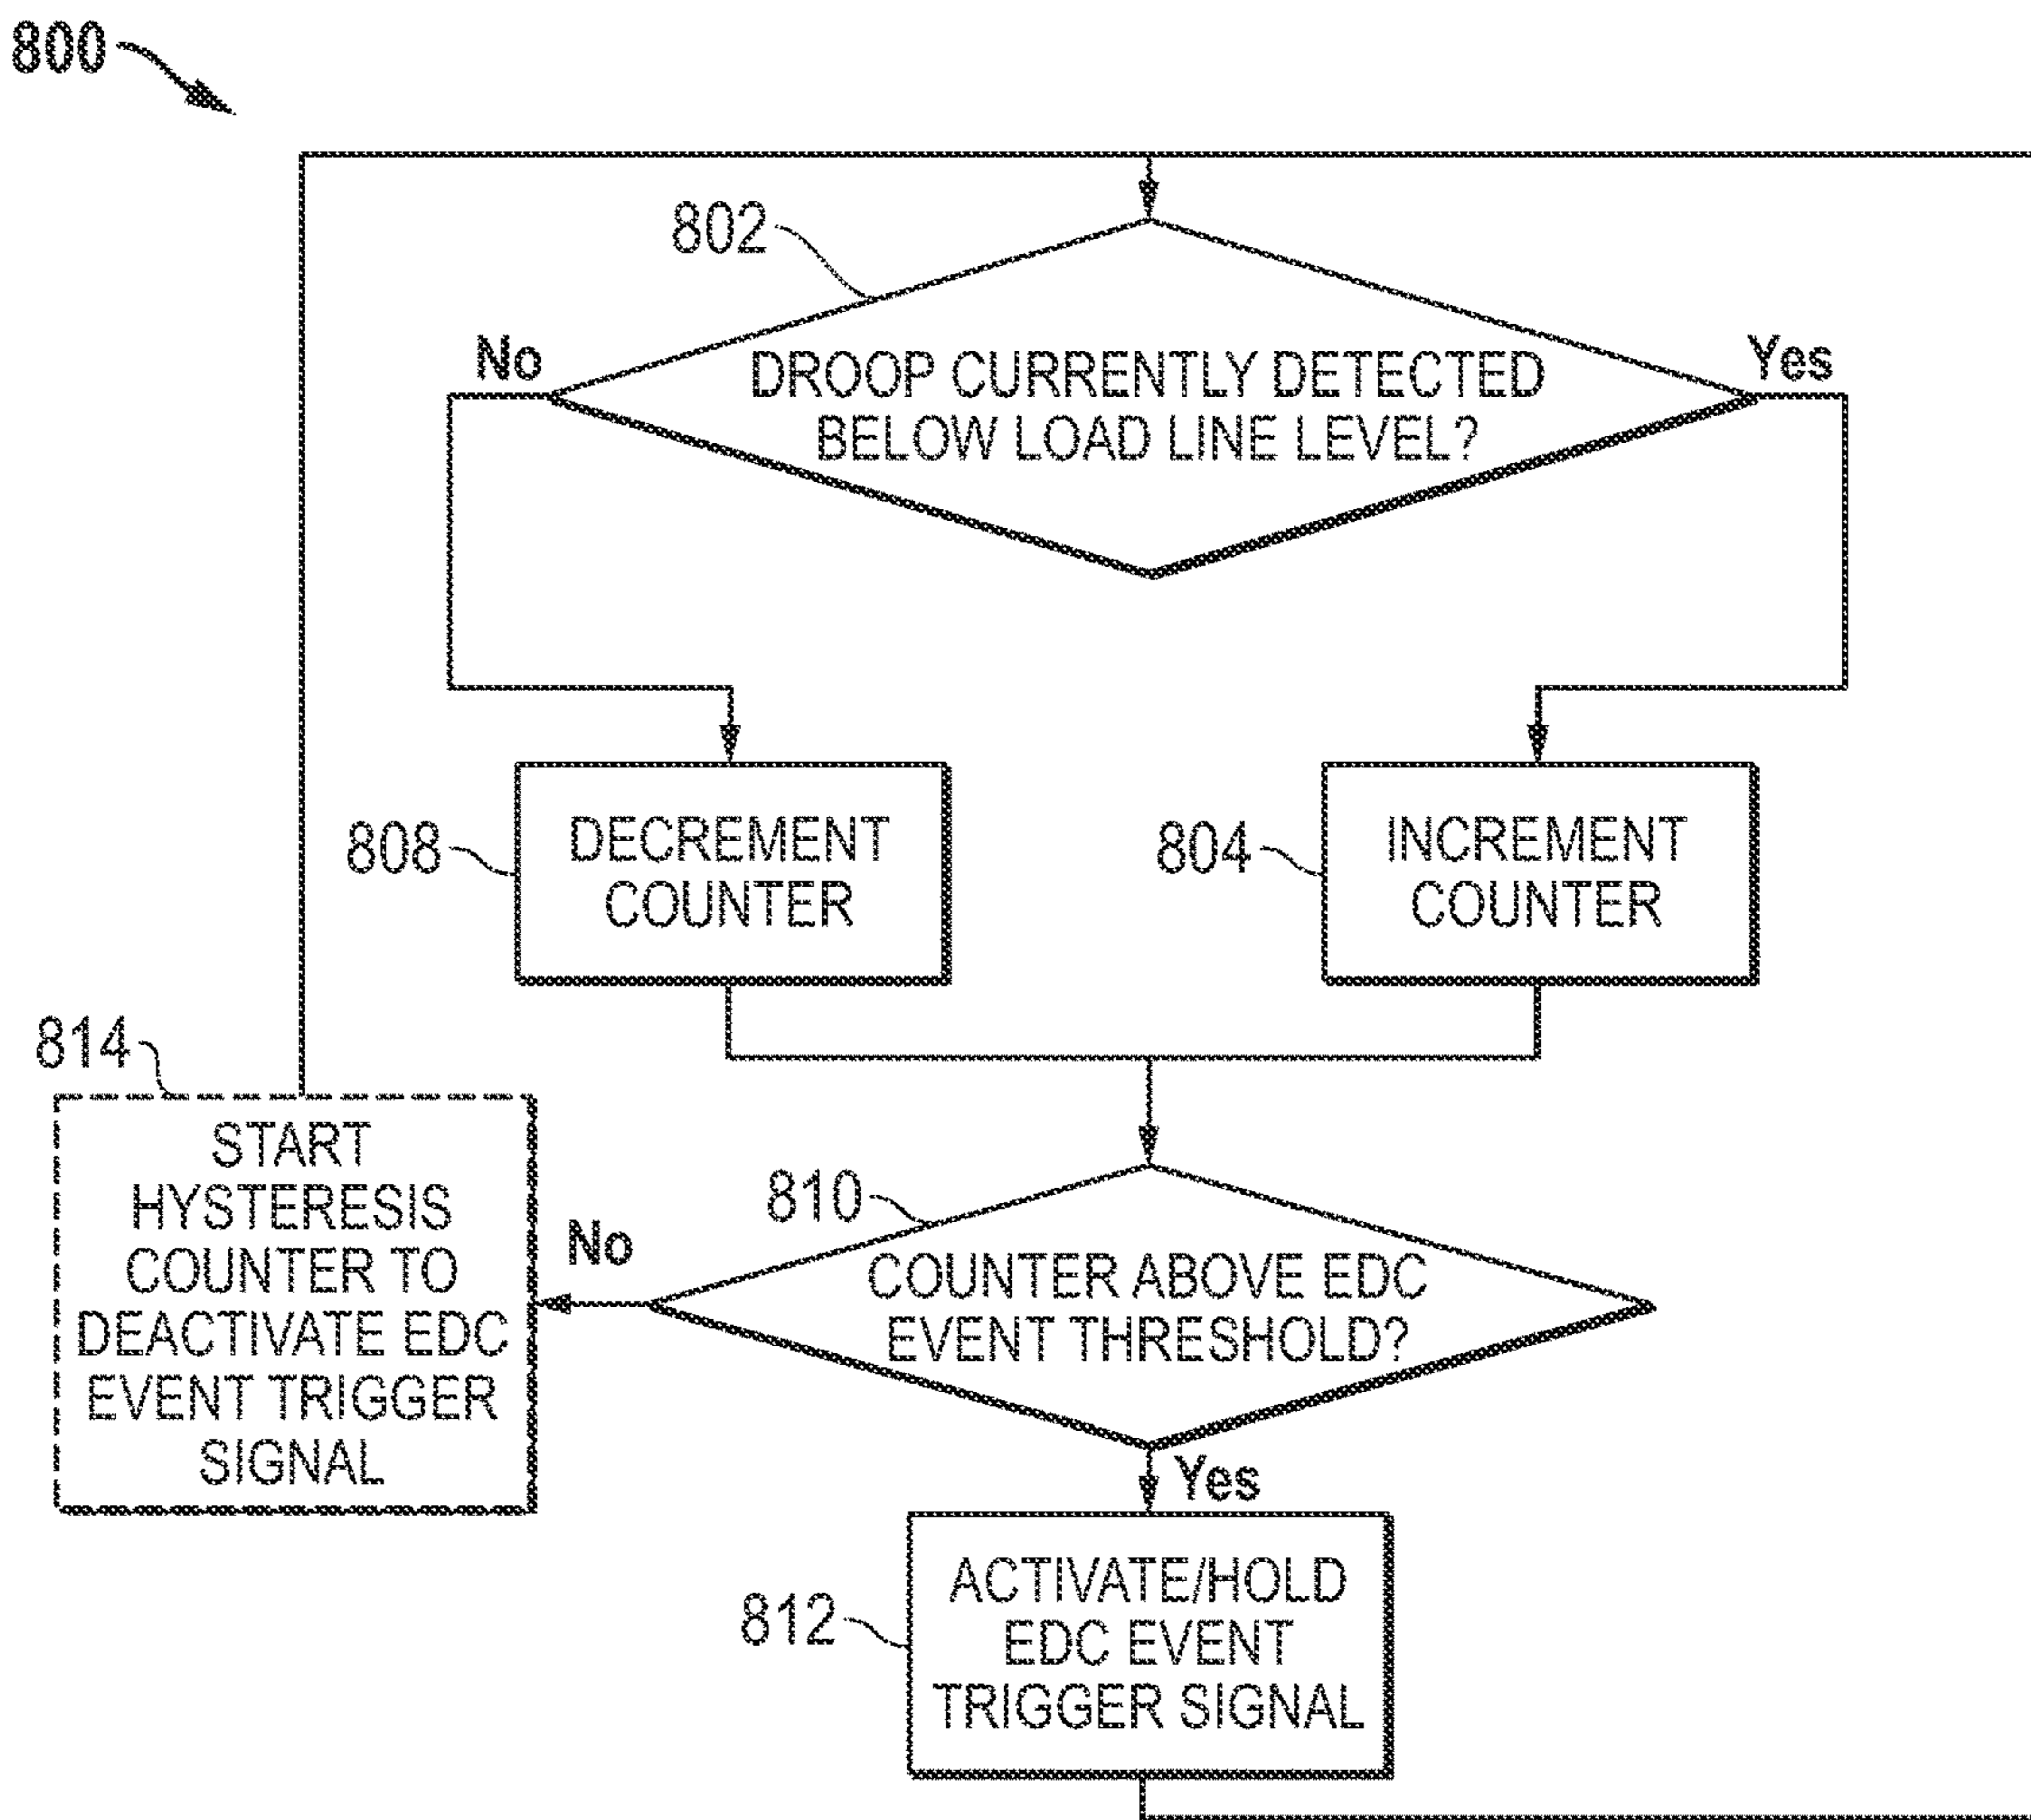 800
802
No
Yes
DROOP CURRENTLY DETECTED
BELOW LOAD LINE LEVEL?
808
DECREMENT
COUNTER
804
INCREMENT
COUNTER
814
START
HYSTERESIS
COUNTER TO
DEACTIVATE EDC
EVENT TRIGGER
SIGNAL
810
No
COUNTER ABOVE EDC
EVENT THRESHOLD?
Yes
812
ACTIVATE/HOLD
EDC EVENT
TRIGGER SIGNAL